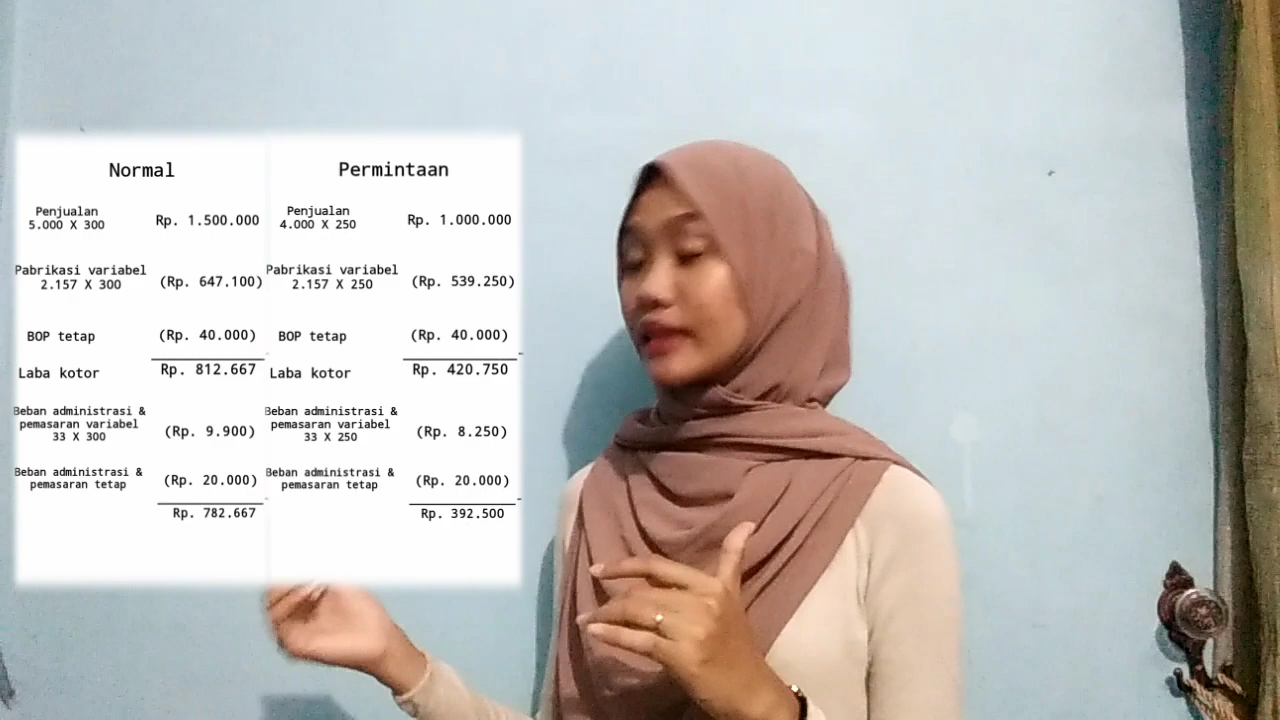 Normal
Penjualan
5.000 X 300
Rp. 1.500.000
Pabrikasi variabel
2.157 X 300
(Rp. 647.100)
BOP tetap
(Rp. 40.000)
Laba kotor
Rp. 812.667
Beban administrasi &
pemasaran variabel
33 X 300
(Rp. 9.900)
Beban administrasi &
pemasaran tetap
(Rp. 20.000)
Rp. 782.667
Permintaan
Penjualan
4.000 X 250
Rp. 1.000.000
Pabrikasi variabel
2.157 X 250
(Rp. 539.250)
BOP tetap
(Rp. 40.000)
Laba kotor
Rp. 420.750
Beban administrasi &
pemasaran variabel
33 X 250
(Rp. 8.250)
Beban administrasi &
pemasaran tetap
(Rp. 20.000)
Rp. 392.500